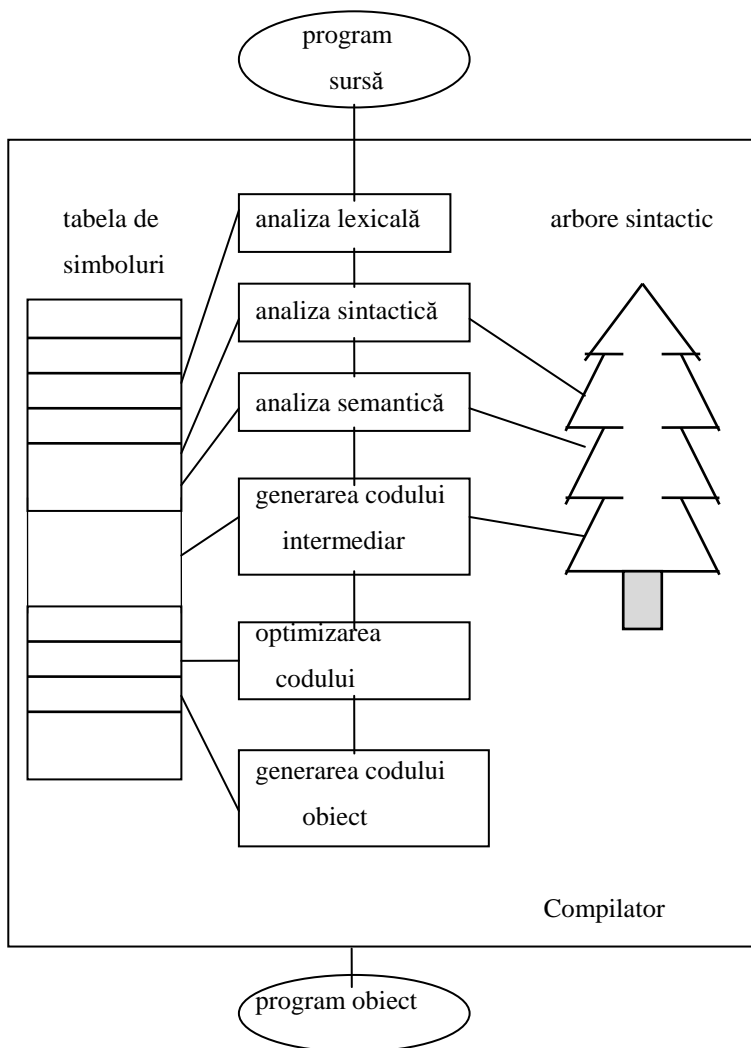 program
sursă
tabela de
simboluri
analiza lexicală
arbore sintactic
analiza sintactică
analiza semantică
generarea codului
intermediar
optimizarea
codului
generarea codului
obiect
Compilator
program obiect